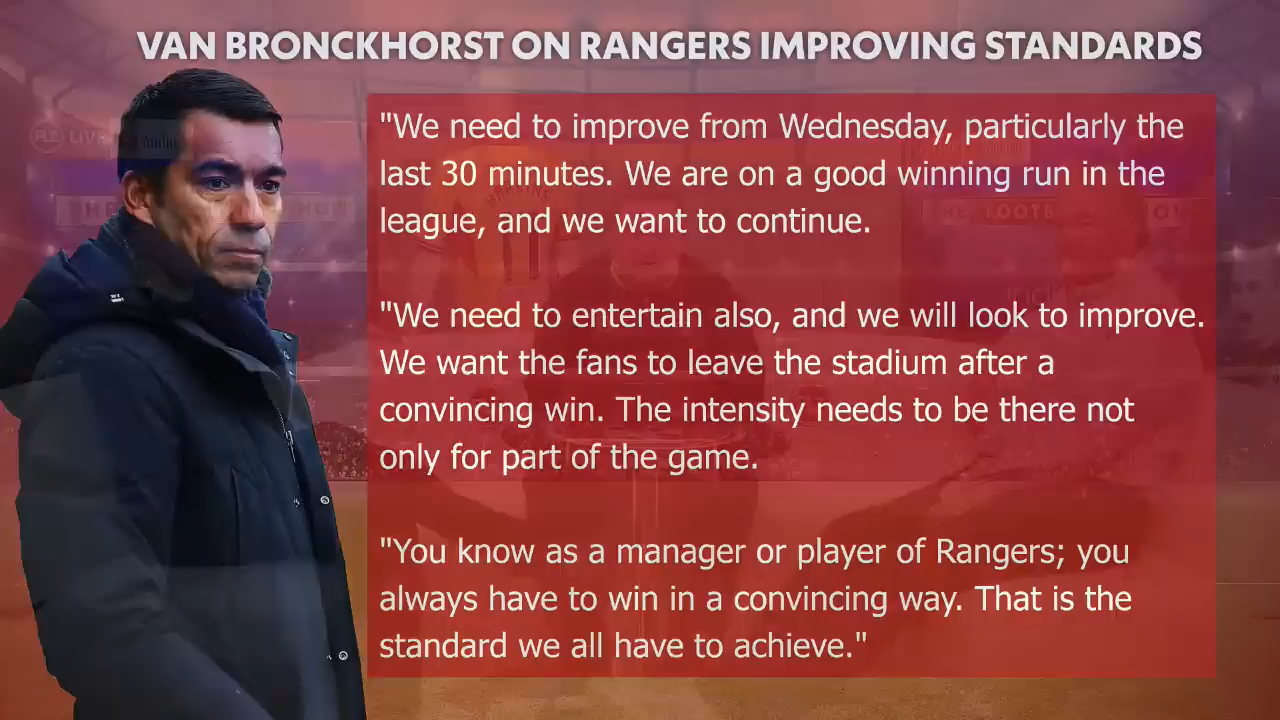 VAN BRONCKHORST ON RANGERS IMPROVING STANDARDS
"We need to improve from Wednesday, particularly the
last 30 minutes. We are on a good winning run in the
league, and we want to continue.
"We need to entertain also, and we will look to improve.
We want the fans to leave the stadium after a
convincing win. The intensity needs to be there not
only for part of the game.
"You know as a manager or player of Rangers; you
always have to win in a convincing way. That is the
standard we all have to achieve."